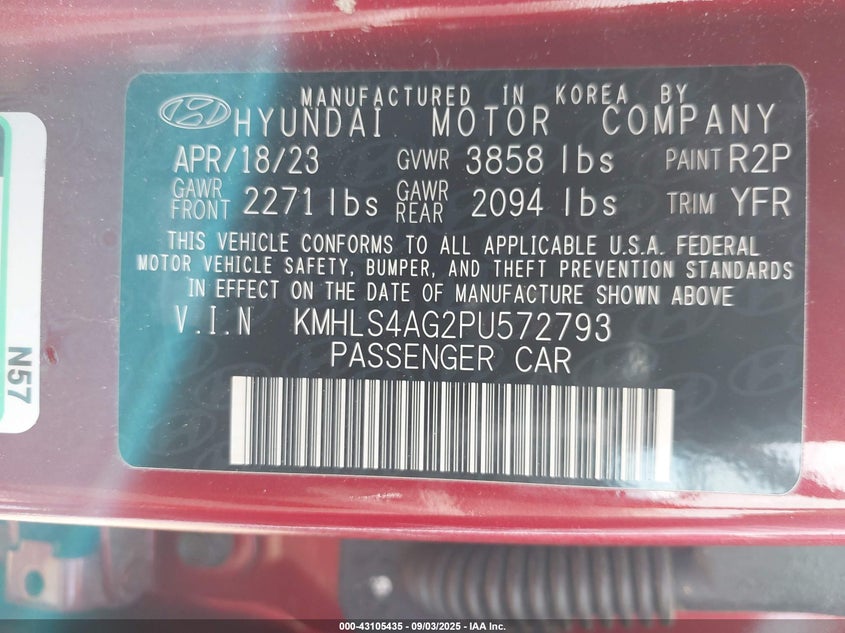 MANUFACTURED IN KOREA BY
HYUNDAI MOTOR COMPANY
APR/18/23 GVWR 3858 lbs PAINT R2P
GAWR FRONT 2271 lbs GAWR REAR 2094 lbs TRIM YFR
THIS VEHICLE CONFORMS TO ALL APPLICABLE U.S.A. FEDERAL
MOTOR VEHICLE SAFETY, BUMPER, AND THEFT PREVENTION STANDARDS
IN EFFECT ON THE DATE OF MANUFACTURE SHOWN ABOVE
V.I.N KMHLS4AG2PU572793
PASSENGER CAR
N57
000-43105435 - 09/03/2025 - IAA Inc.